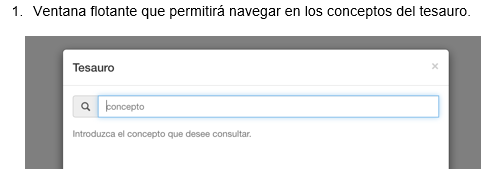 1. Ventana flotante que permitirá navegar en los conceptos del tesauro.
Tesauro ×
concepto
Introduzca el concepto que desee consultar.